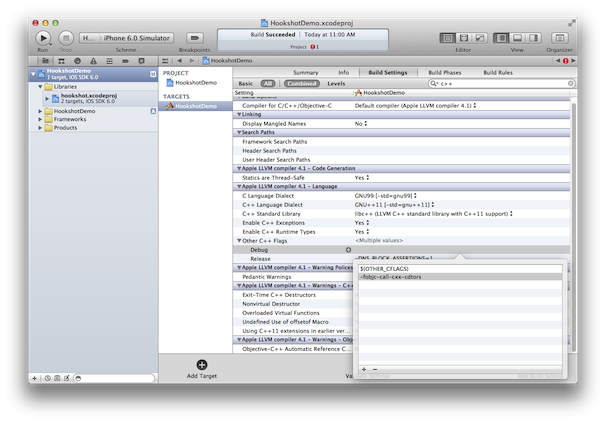 HookshotDemo.xcodeproj
Build Succeeded | Today at 11:00 AM
Project 1
H... iPhone 6.0 Simulator
Run Stop Scheme Breakpoints Editor View Organizer
HookshotDemo
HookshotDemo
1 target, iOS SDK 6.0
M
Libraries
hookshot.xcodeproj
2 targets, iOS SDK 6.0
HookshotDemo
A
Frameworks
Products
PROJECT
HookshotDemo
TARGETS
HookshotDemo
Summary Info Build Settings Build Phases Build Rules
Basic All Combined Levels c++
Setting HookshotDemo
Compiler for C/C++/Objective-C Default compiler (Apple LLVM compiler 4.1)
Linking
Display Mangled Names No
Search Paths
Framework Search Paths
Header Search Paths
User Header Search Paths
Apple LLVM compiler 4.1 - Code Generation
Statics are Thread-Safe Yes
Apple LLVM compiler 4.1 - Language
C Language Dialect GNU99 [-std=gnu99]
C++ Language Dialect GNU++11 [-std=gnu++11]
C++ Standard Library libc++ (LLVM C++ standard library with C++11 support)
Enable C++ Exceptions Yes
Enable C++ Runtime Types Yes
Other C++ Flags <Multiple values>
Debug
Release -DNS_BLOCK_ASSERTIONS=1
Apple LLVM compiler 4.1 - Warning Polices
Pedantic Warnings
Apple LLVM compiler 4.1 - Warnings - C+
Exit-Time C++ Destructors
Nonvirtual Destructor
Overloaded Virtual Functions
Undefined Use of offsetof Macro
Using C++11 extensions in earlier ver...
Apple LLVM compiler 4.1 - Warnings - Obj
Objective-C Automatic Reference C...
$(OTHER_CFLAGS)
-fobjc-call-cxx-cdtors
Add Target